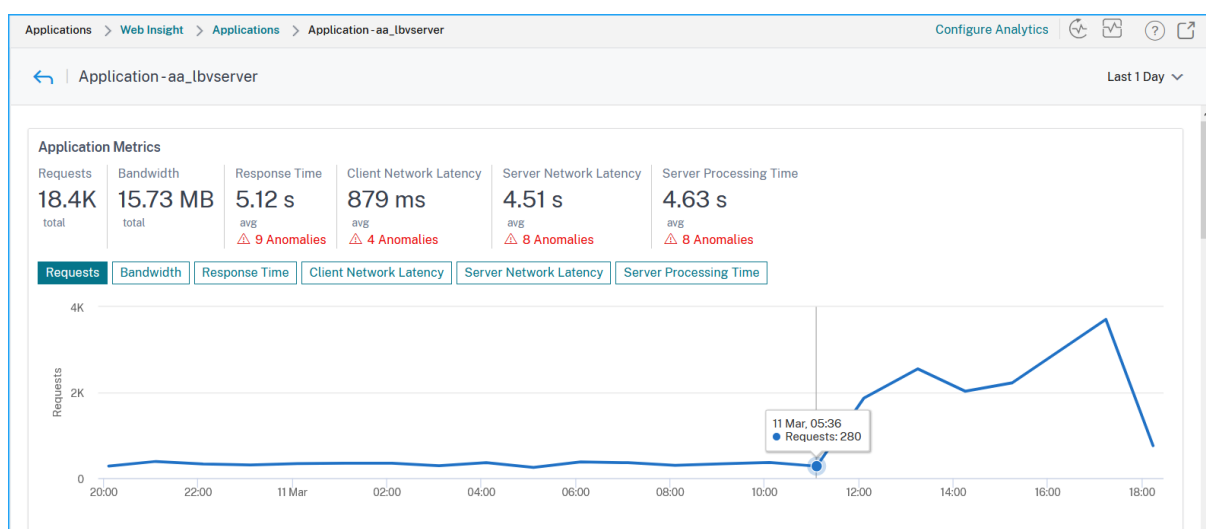 Applications > Web Insight > Applications > Application-aa_lbvserver Configure Analytics ?
Application-aa_lbvserver Last 1 Day
Application Metrics
Requests Bandwidth Response Time Client Network Latency Server Network Latency Server Processing Time
18.4K 15.73 MB 5.12 s 879 ms 4.51 s 4.63 s
total total avg avg avg avg
9 Anomalies 4 Anomalies 8 Anomalies 8 Anomalies
Requests Bandwidth Response Time Client Network Latency Server Network Latency Server Processing Time
4K
2K
0
Requests
11 Mar, 05:36
Requests: 280
20:00 22:00 11 Mar 02:00 04:00 06:00 08:00 10:00 12:00 14:00 16:00 18:00